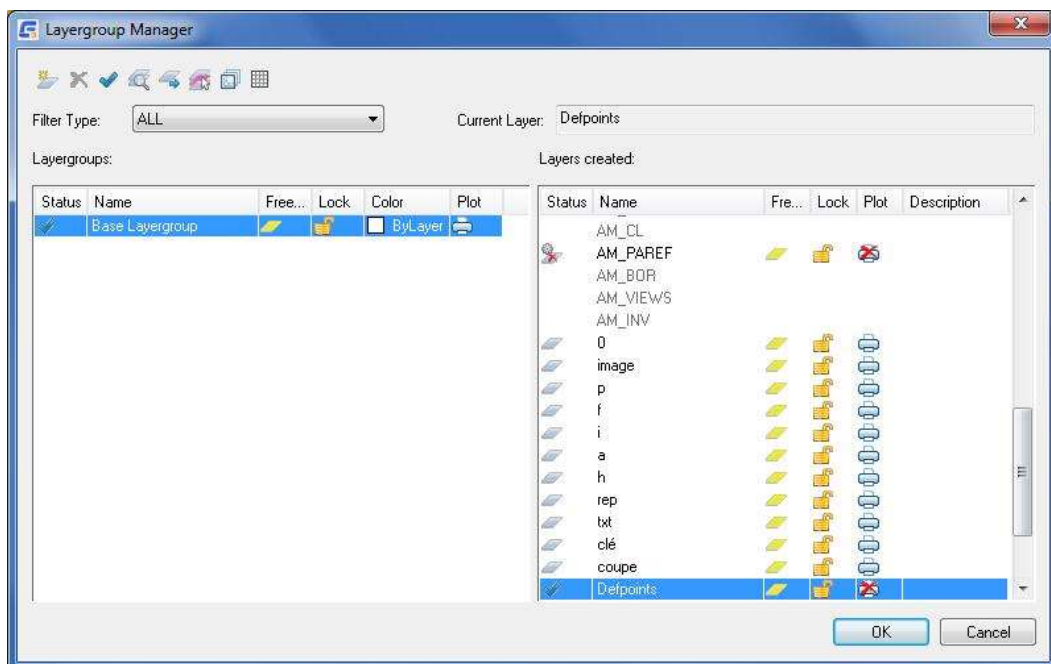 Layergroup Manager
Filter Type: ALL Current Layer: Defpoints
Layergroups: Layers created:
Status Name Free... Lock Color Plot Status Name Fre... Lock Plot Description
Base Layergroup ByLayer
AM_CL
AM_PAREF
AM_BOR
AM_VIEWS
AM_INV
0
image
p
f
i
a
h
rep
txt
clé
coupe
Defpoints
OK Cancel